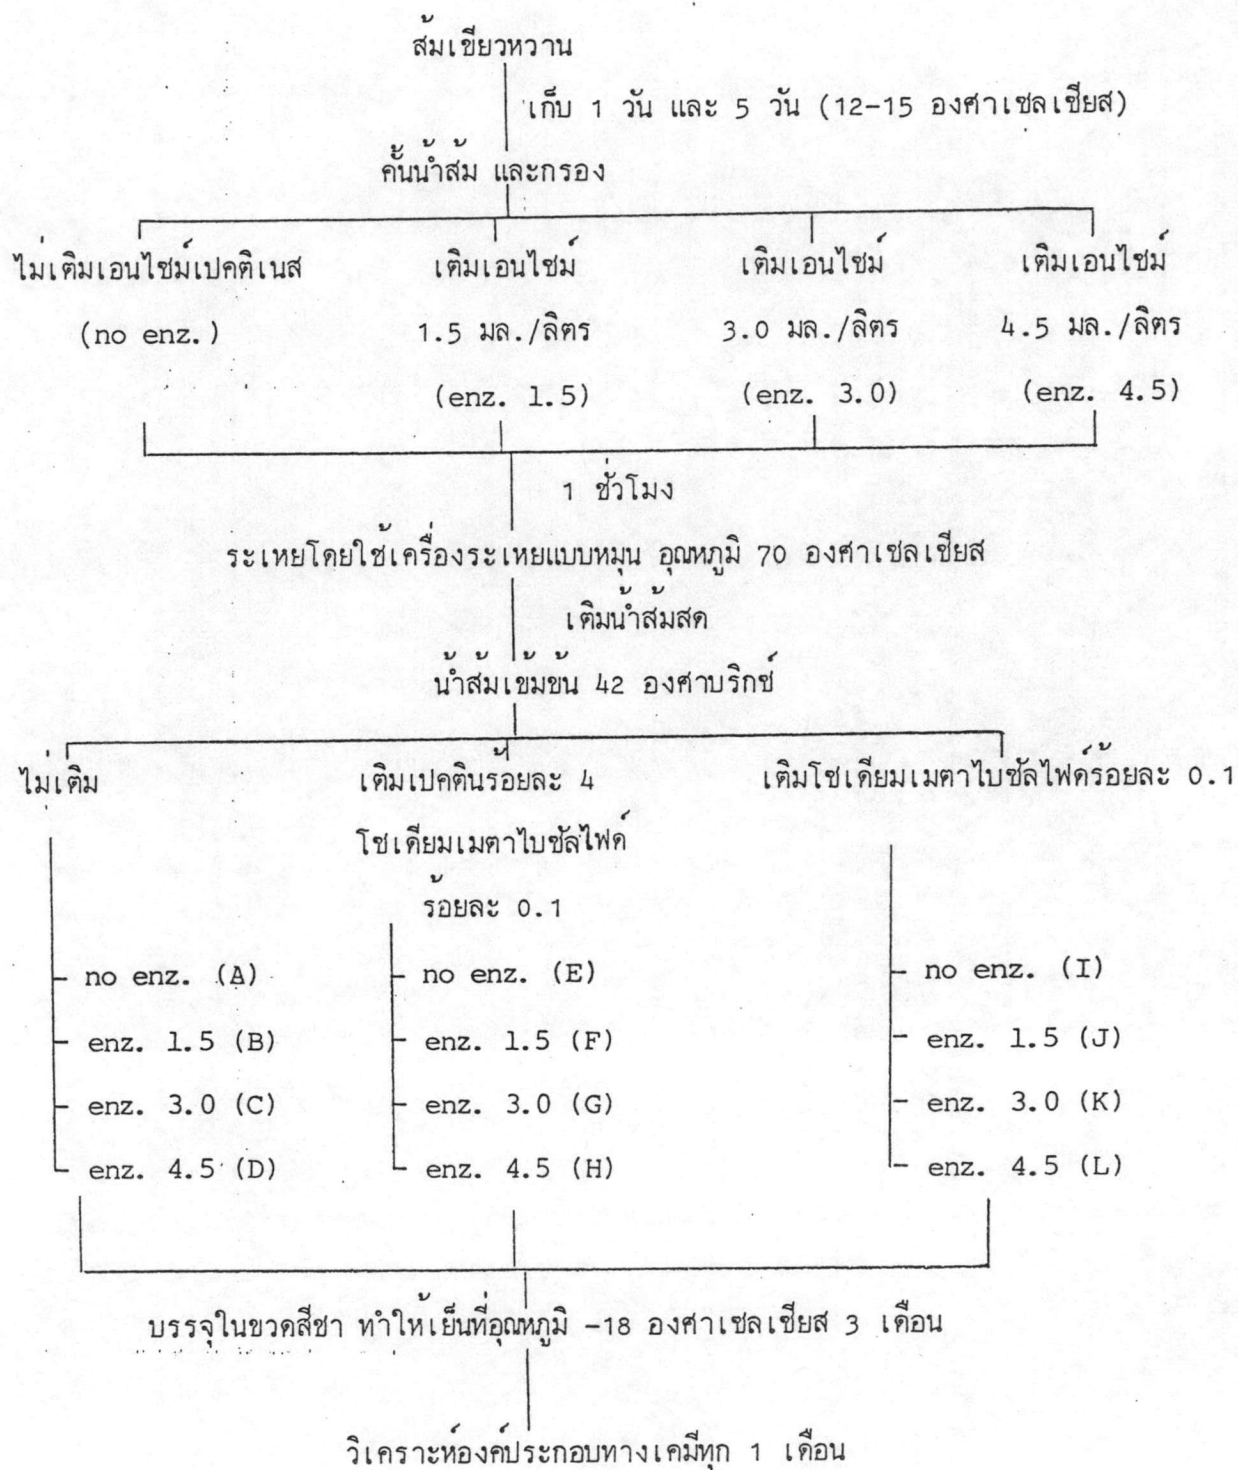 ส้มเขียวหวาน
เก็บ 1 วัน และ 5 วัน (12-15 องศาเซลเซียส)
คั้นน้ำส้ม และกรอง
ไม่เติมเอนไซม์เปคติเนส เติมเอนไซม์ เติมเอนไซม์ เติมเอนไซม์
(no enz.) 1.5 มล./ลิตร 3.0 มล./ลิตร 4.5 มล./ลิตร
(enz. 1.5) (enz. 3.0) (enz. 4.5)
1 ชั่วโมง
ระเหยโดยใช้เครื่องระเหยแบบหมุน อุณหภูมิ 70 องศาเซลเซียส
เติมน้ำส้มสด
น้ำส้มเข้มข้น 42 องศาบริกซ์
ไม่เติม เติมเปคตินร้อยละ 4 เติมโซเดียมเมตาไบซัลไฟด์ร้อยละ 0.1
โซเดียมเมตาไบซัลไฟด์
ร้อยละ 0.1
no enz. (A) no enz. (E) no enz. (I)
enz. 1.5 (B) enz. 1.5 (F) enz. 1.5 (J)
enz. 3.0 (C) enz. 3.0 (G) enz. 3.0 (K)
enz. 4.5 (D) enz. 4.5 (H) enz. 4.5 (L)
บรรจุในขวดสีชา ทำให้เย็นที่อุณหภูมิ -18 องศาเซลเซียส 3 เดือน
วิเคราะห์องค์ประกอบทางเคมีทุก 1 เดือน